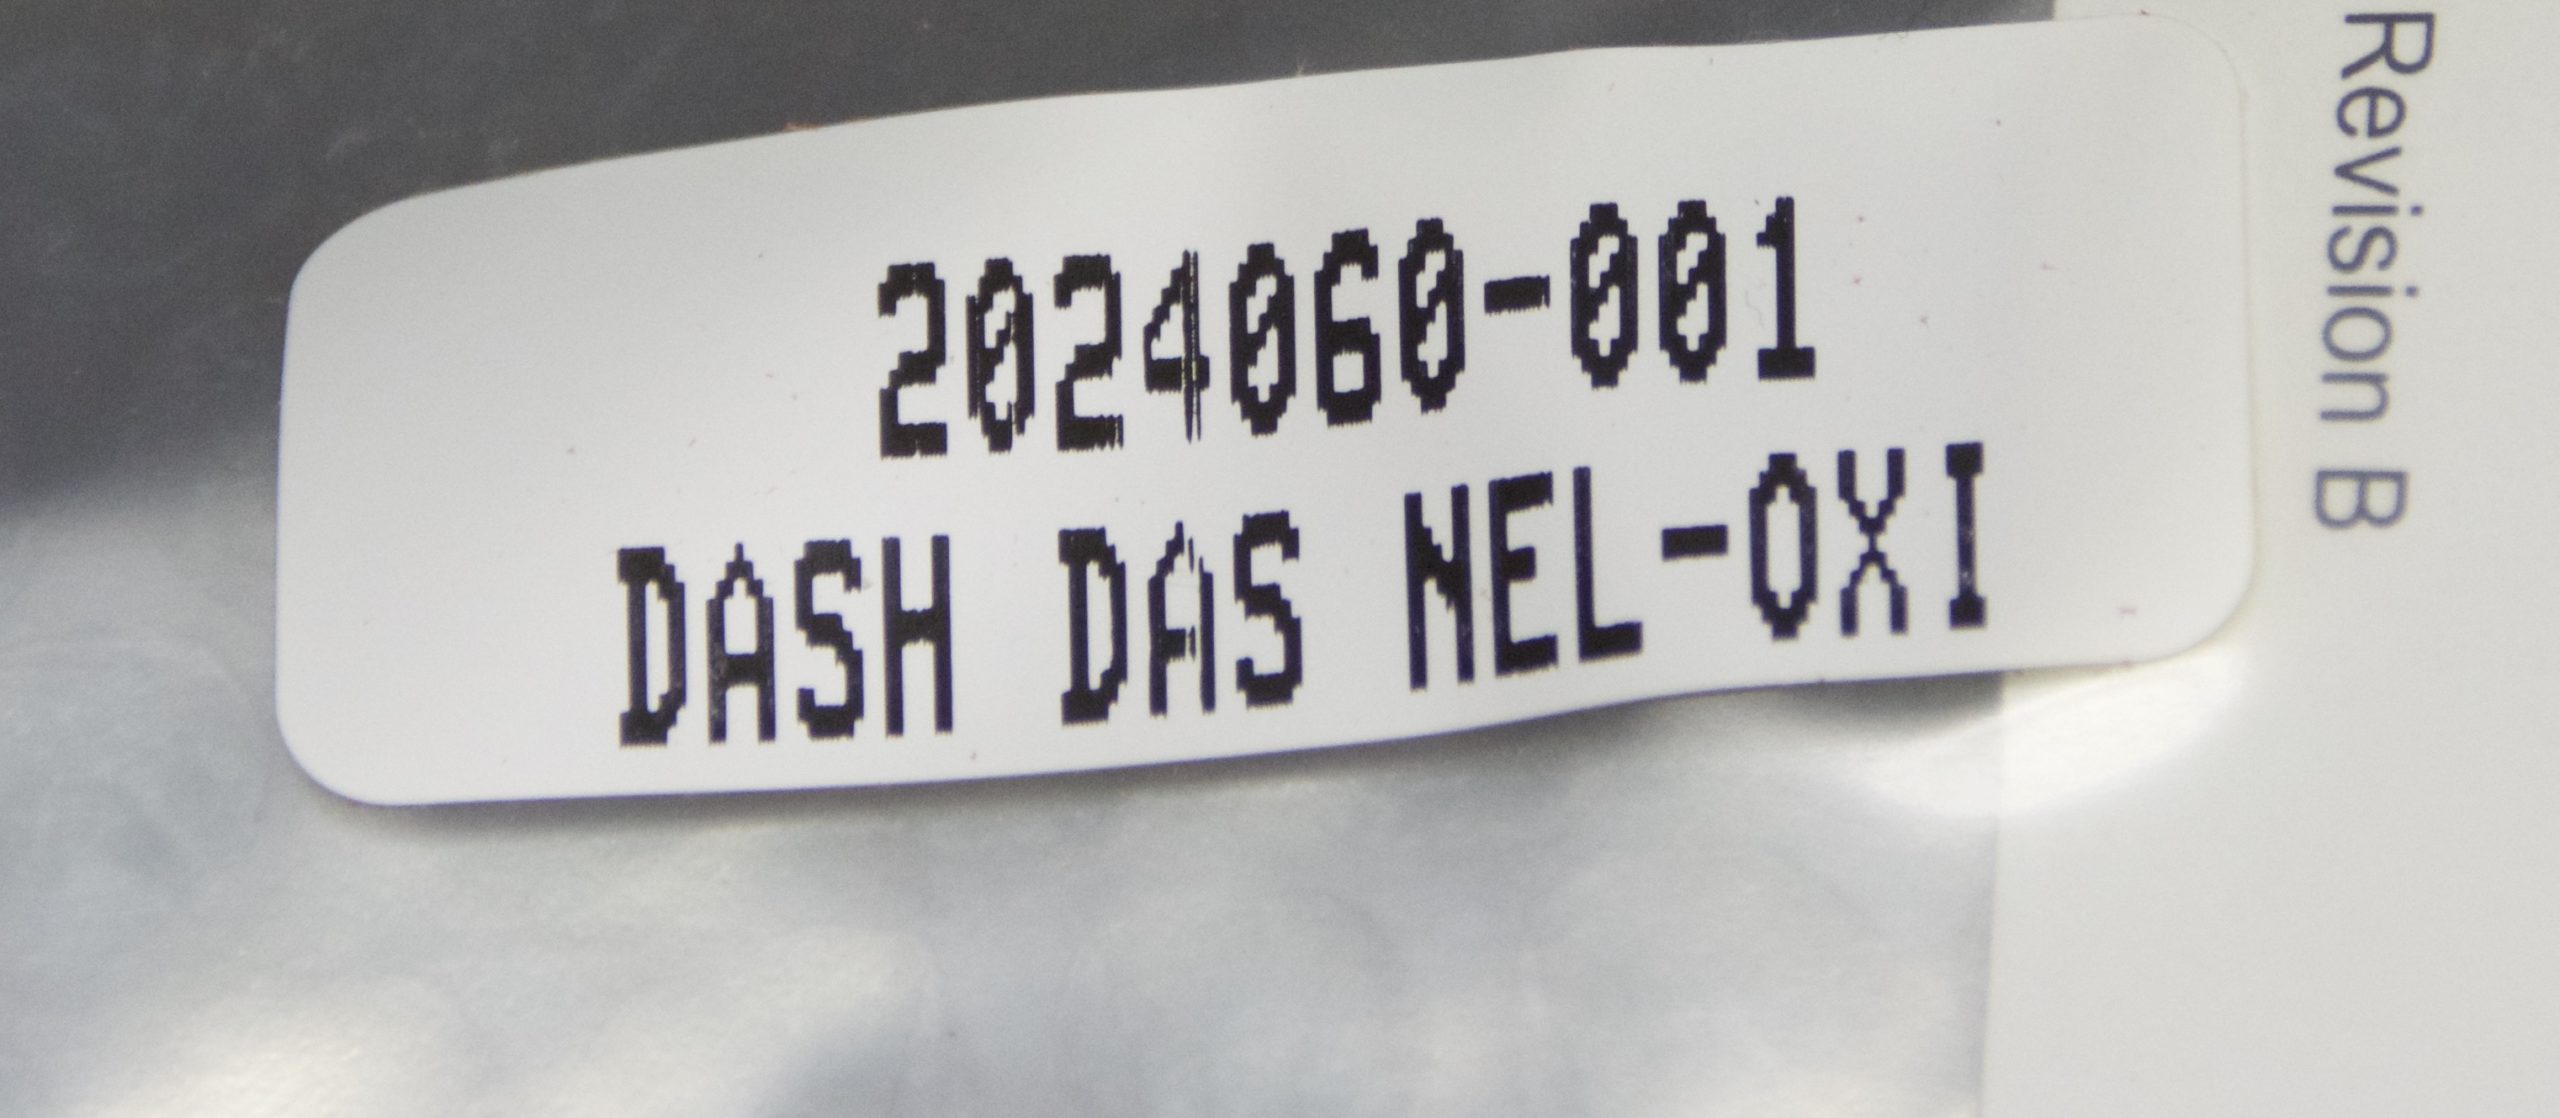 2024060-001
DASH DAS NEL-OXI
Revision B